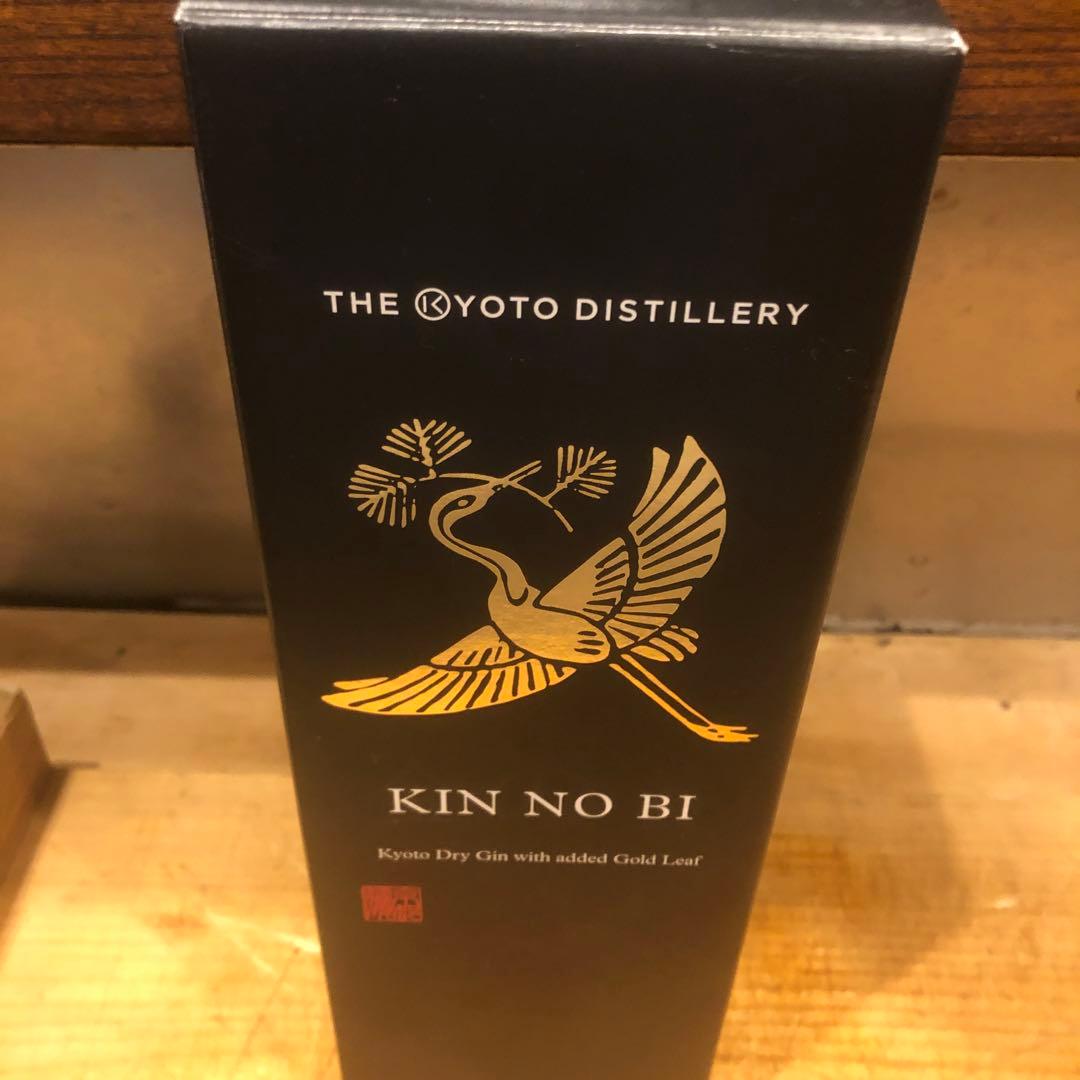 THE KYOTO DISTILLERY
KIN NO BI
Kyoto Dry Gin with added Gold Leaf